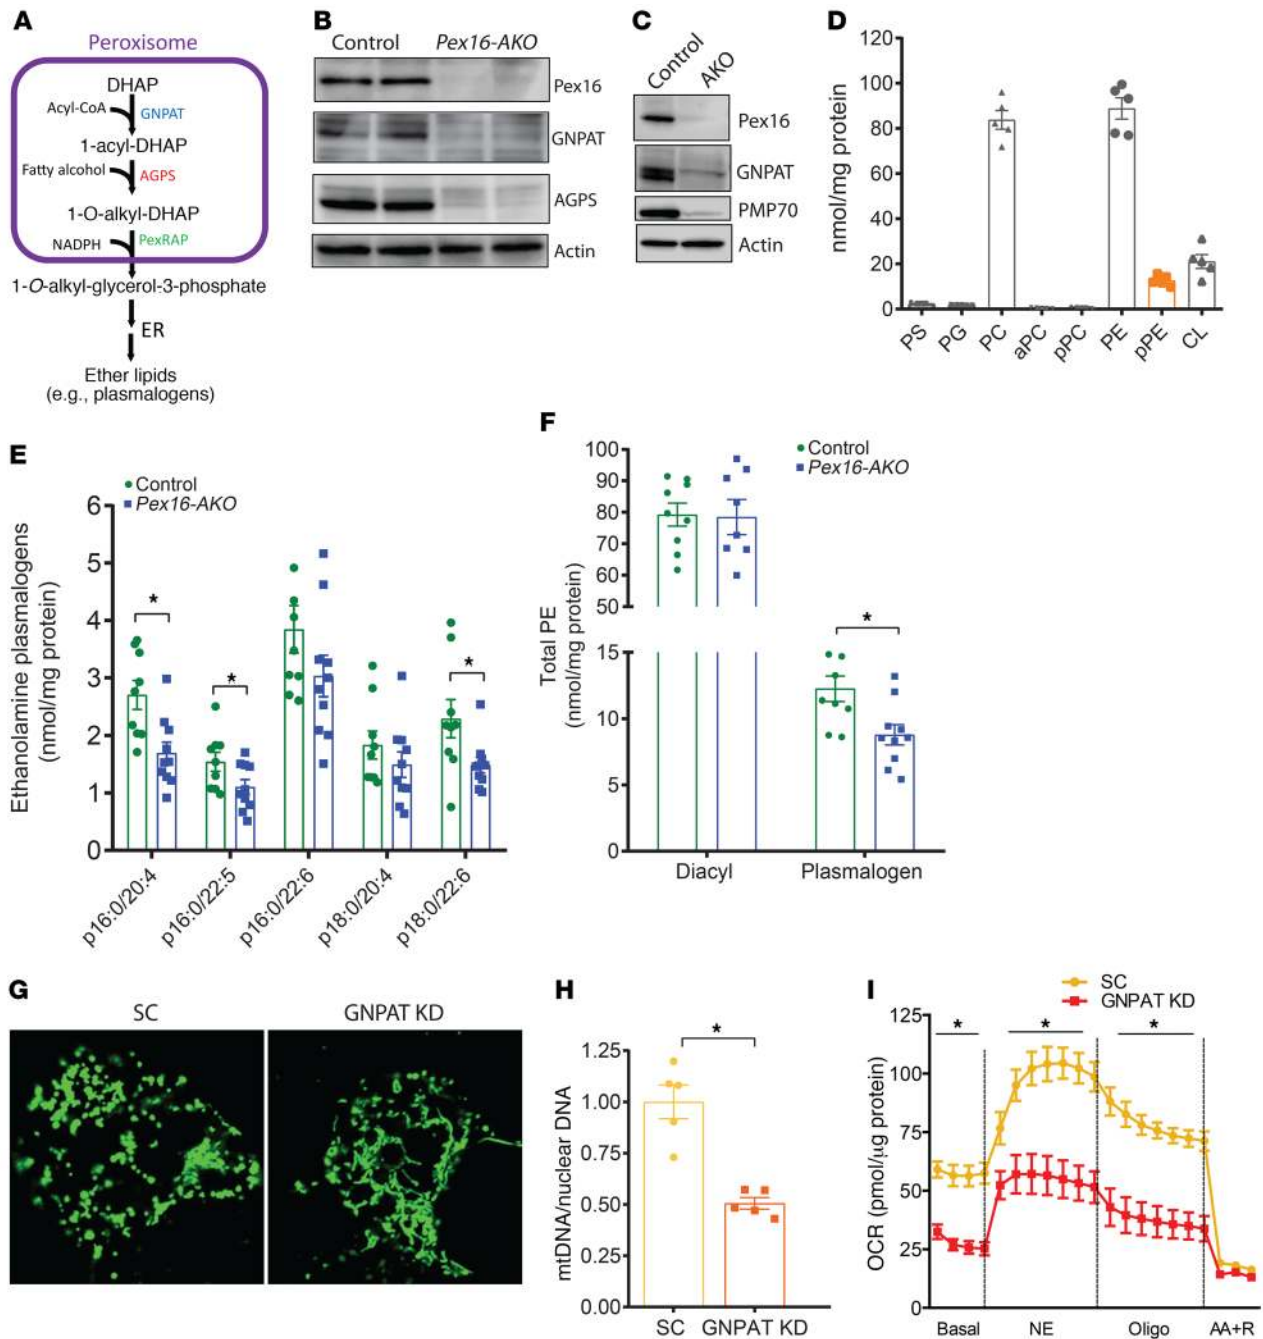 A
Peroxisome
DHAP
Acyl-CoA
GNPAT
1-acyl-DHAP
Fatty alcohol
AGPS
1-O-alkyl-DHAP
NADPH
PexRAP
1-O-alkyl-glycerol-3-phosphate
ER
Ether lipids
(e.g., plasmalogens)
B
Control Pex16-AKO
Pex16
GNPAT
AGPS
Actin
C
Control AKO
Pex16
GNPAT
PMP70
Actin
D
nmol/mg protein
120
100
80
60
40
20
0
PS PG PC aPC pPC PE pPE CL
E
Control
Pex16-AKO
Ethanolamine plasmalogens
(nmol/mg protein)
6
5
4
3
2
1
0
* * *
p16:0/20:4 p16:0/22:5 p16:0/22:6 p18:0/20:4 p18:0/22:6
F
Control
Pex16-AKO
Total PE
(nmol/mg protein)
100
90
80
70
60
50
15
10
5
0
*
Diacyl Plasmalogen
G
SC GNPAT KD
H
mtDNA/nuclear DNA
1.25
1.00
0.75
0.50
0.25
0.00
*
SC GNPAT KD
I
SC
GNPAT KD
OCR (pmol/µg protein)
125
100
75
50
25
0
* * *
Basal NE Oligo AA+R